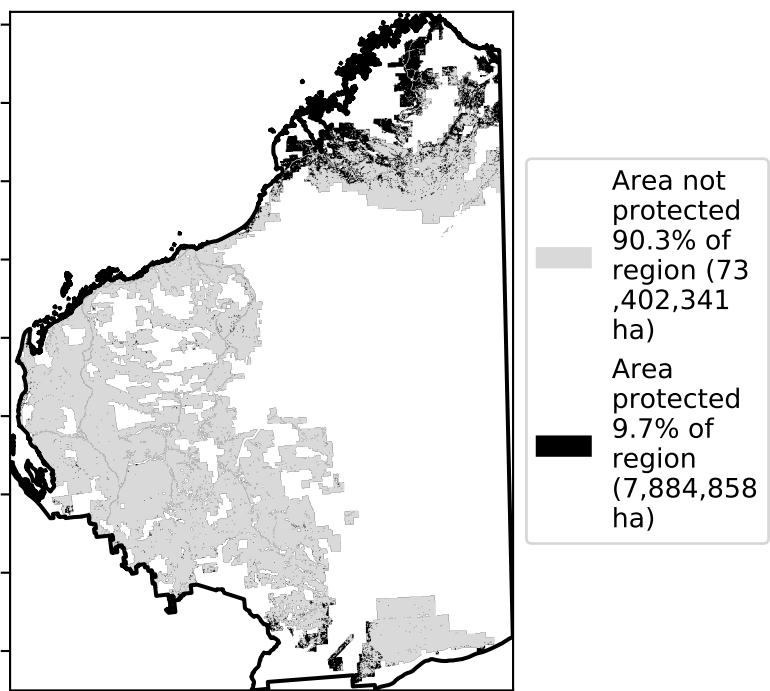 Area not
protected
90.3% of
region (73
,402,341
ha)
Area
protected
9.7% of
region
(7,884,858
ha)